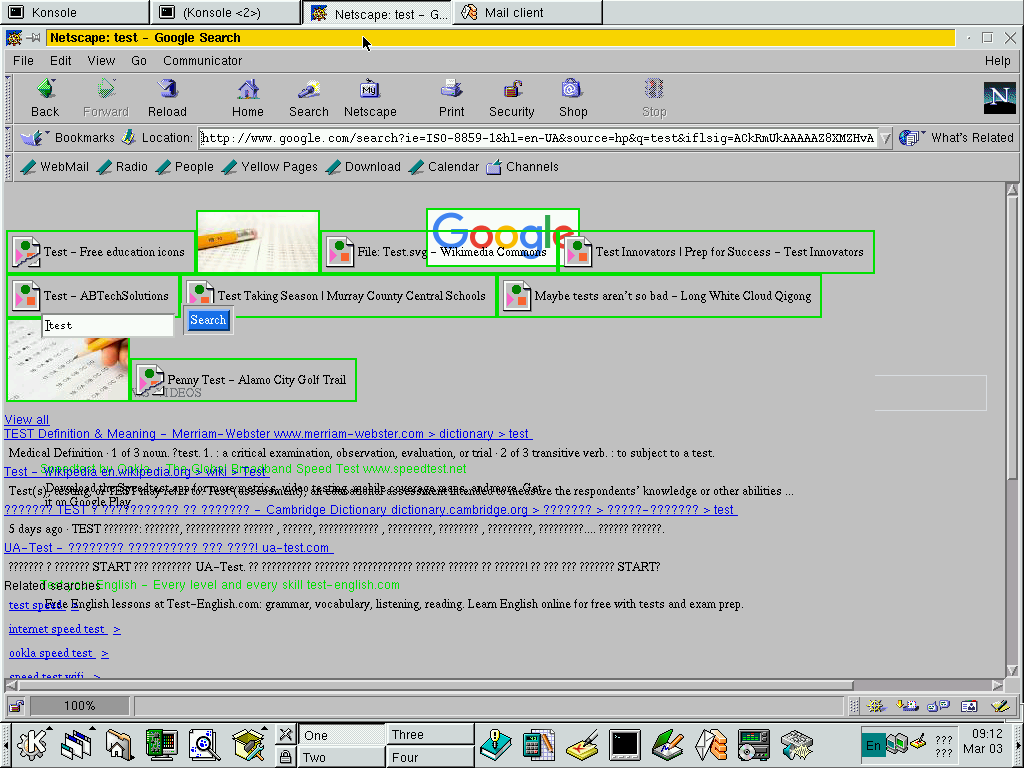 Konsole
(Konsole <2>)
Netscape: test - G...
Mail client
Netscape: test - Google Search
File Edit View Go Communicator Help
Back Forward Reload Home Search Netscape Print Security Shop Stop
My
N
Bookmarks Location: http://www.google.com/search?ie=ISO-8859-1&hl=en-UA&source=hp&q=test&iflsig=ACkRmUkAAAAAZ8XMZHvA What's Related
WebMail Radio People Yellow Pages Download Calendar Channels
Google
Test - Free education icons
File: Test.svg - Wikimedia Commons
Test Innovators | Prep for Success - Test Innovators
Test - ABTechSolutions
Test Taking Season | Murray County Central Schools
Maybe tests aren't so bad - Long White Cloud Qigong
test
Search
Penny Test - Alamo City Golf Trail
VIDEOS
View all
TEST Definition & Meaning - Merriam-Webster www.merriam-webster.com > dictionary > test
Medical Definition · 1 of 3 noun. ?test. 1. : a critical examination, observation, evaluation, or trial · 2 of 3 transitive verb. : to subject to a test.
Speedtest by Ookla - The Global Broadband Speed Test www.speedtest.net
Test - Wikipedia en.wikipedia.org > wiki > Test
Download the Speedtest app for more metrics, video testing, mobile coverage maps, and more. Get
Test(s), testing, or TEST may refer to: Test (assessment), an educational assessment intended to measure the respondents' knowledge or other abilities ...
it on Google Play
??????? TEST ? ??????????? ?? ??????? - Cambridge Dictionary dictionary.cambridge.org > ??????? > ?????-??????? > test
5 days ago · TEST ???????: ???????, ??????????? ?????? , ??????, ???????????? , ?????????, ???????? , ?????????, ?????????.... ?????? ??????.
UA-Test - ???????? ?????????? ??? ????! ua-test.com
??????? ? ??????? START ??? ???????? UA-Test. ?? ?????????? ??????? ???????????? ?????? ?????? ?? ??????! ?? ??? ??? ??????? START?
Related searches
Test your English - Every level and every skill test-english.com
test speed >
Free English lessons at Test-English.com: grammar, vocabulary, listening, reading. Learn English online for free with tests and exam prep.
internet speed test >
ookla speed test >
speed test wifi >
100%
One Three
Two Four
En
???
???
09:12
Mar 03